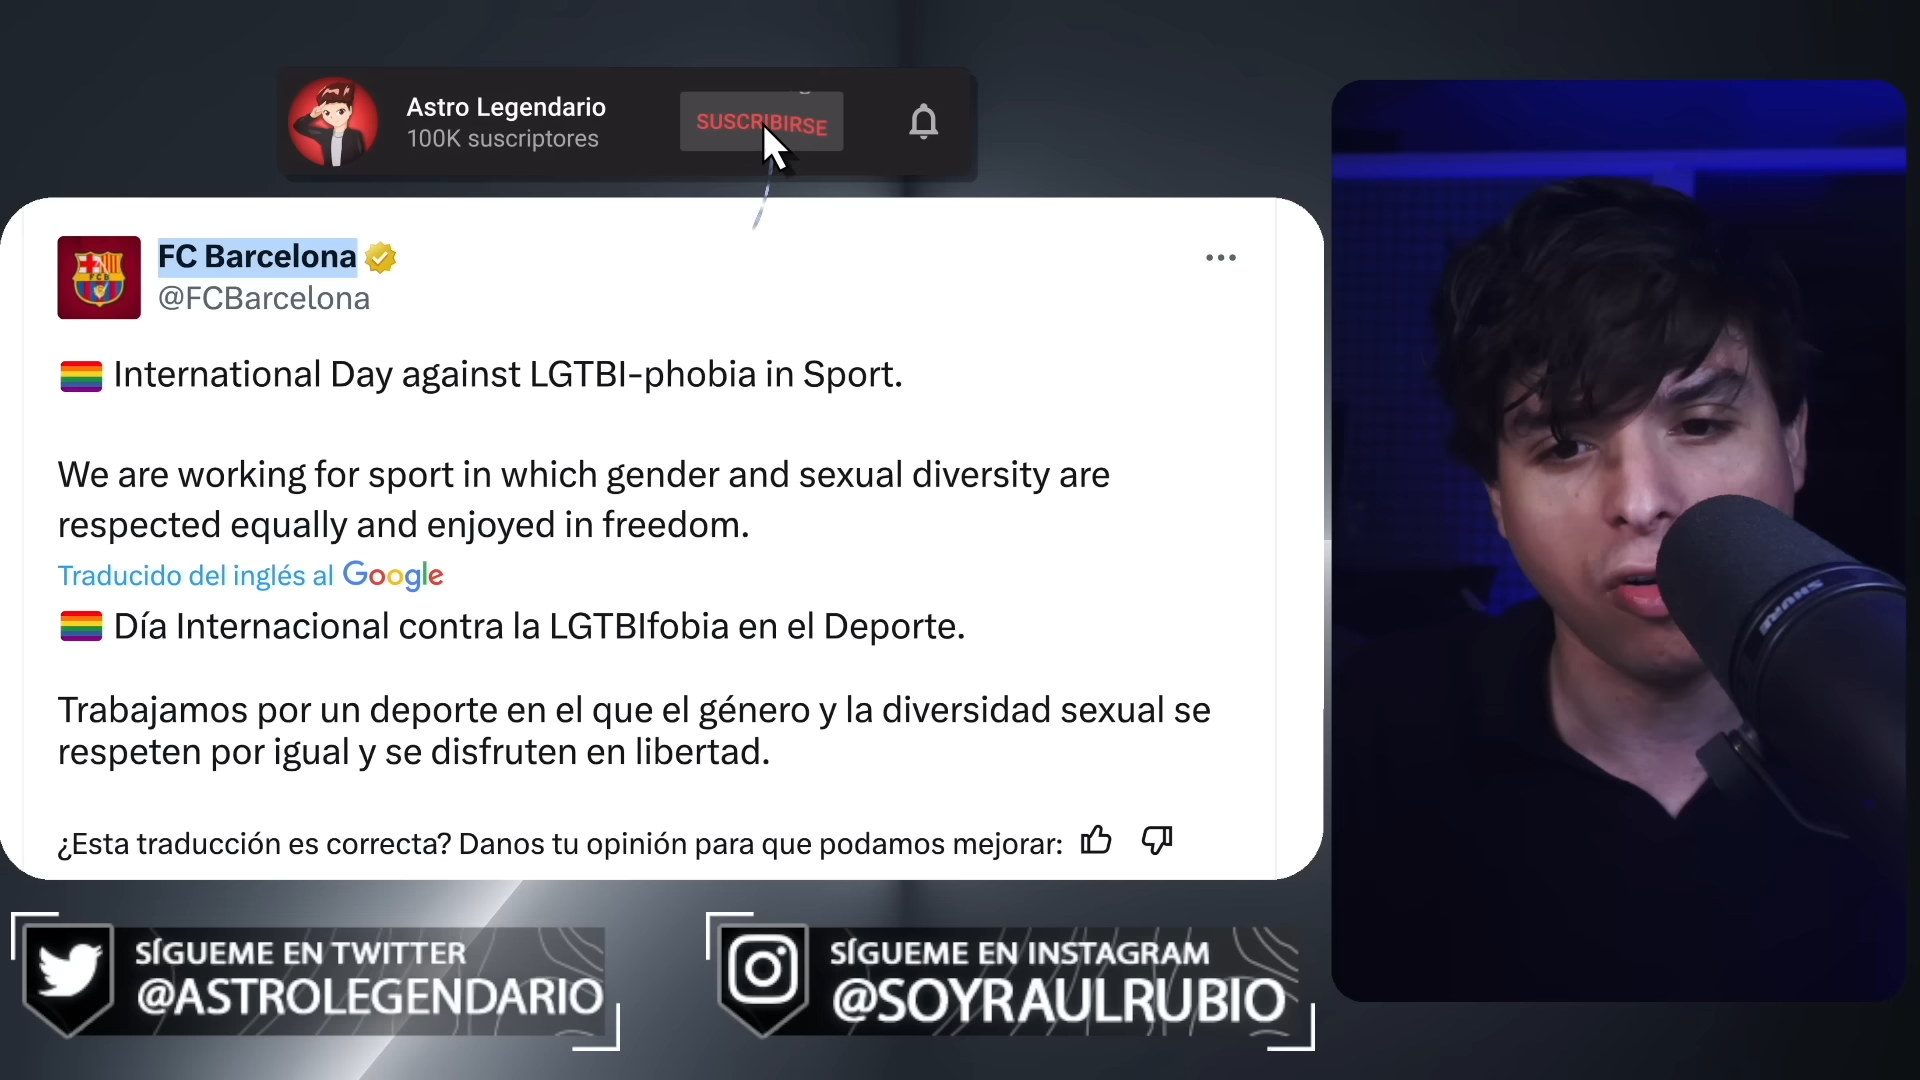 Astro Legendario
100K suscriptores
SUSCRIBIRSE
FC Barcelona
@FCBarcelona
International Day against LGTBI-phobia in Sport.
We are working for sport in which gender and sexual diversity are
respected equally and enjoyed in freedom.
Traducido del inglés al Google
Día Internacional contra la LGTBIfobia en el Deporte.
Trabajamos por un deporte en el que el género y la diversidad sexual se
respeten por igual y se disfruten en libertad.
¿Esta traducción es correcta? Danos tu opinión para que podamos mejorar:
SÍGUEME EN TWITTER
@ASTROLEGENDARIO
SÍGUEME EN INSTAGRAM
@SOYRAULRUBIO
SHURE
FCB